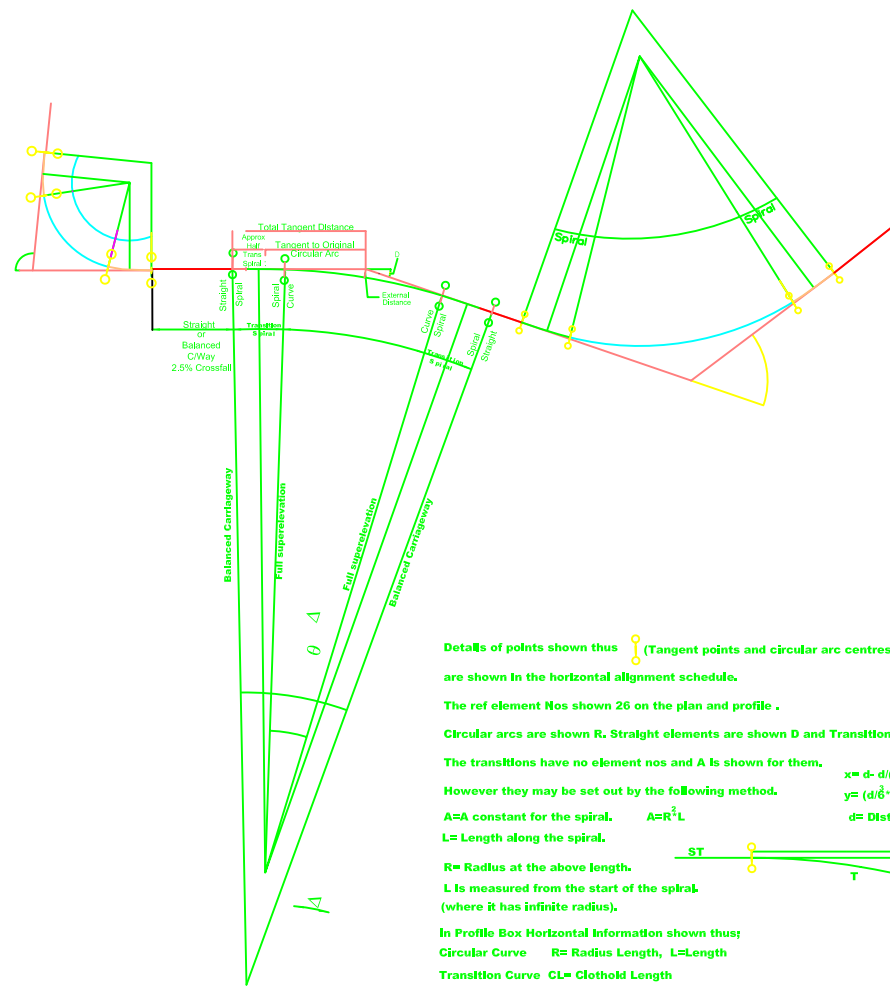 Total Tangent Distance
Approx
Half
Trans
Spiral
Tangent to Original
Circular Arc
D
External
Distance
Straight
Spiral
Spiral
Curve
Curve
Spiral
Spiral
Straight
Straight
or
Balanced
C/Way
2.5% Crossfall
Transition
Spiral
Transition
Spiral
Spiral
Spiral
Balanced Carriageway
Full superelevation
Full superelevation
Balanced Carriageway
θ Δ
Δ
Details of points shown thus (Tangent points and circular arc centres
are shown in the horizontal alignment schedule.
The ref element Nos shown 26 on the plan and profile .
Circular arcs are shown R. Straight elements are shown D and Transition
The transitions have no element nos and A is shown for them.
x= d- d/
However they may be set out by the following method.
y= (d/6
A=A constant for the spiral. A=R L
d= Dist
L= Length along the spiral.
R= Radius at the above length.
L is measured from the start of the spiral.
(where it has infinite radius).
ST
T
In Profile Box Horizontal Information shown thus;
Circular Curve R= Radius Length, L=Length
Transition Curve CL= Clothoid Length